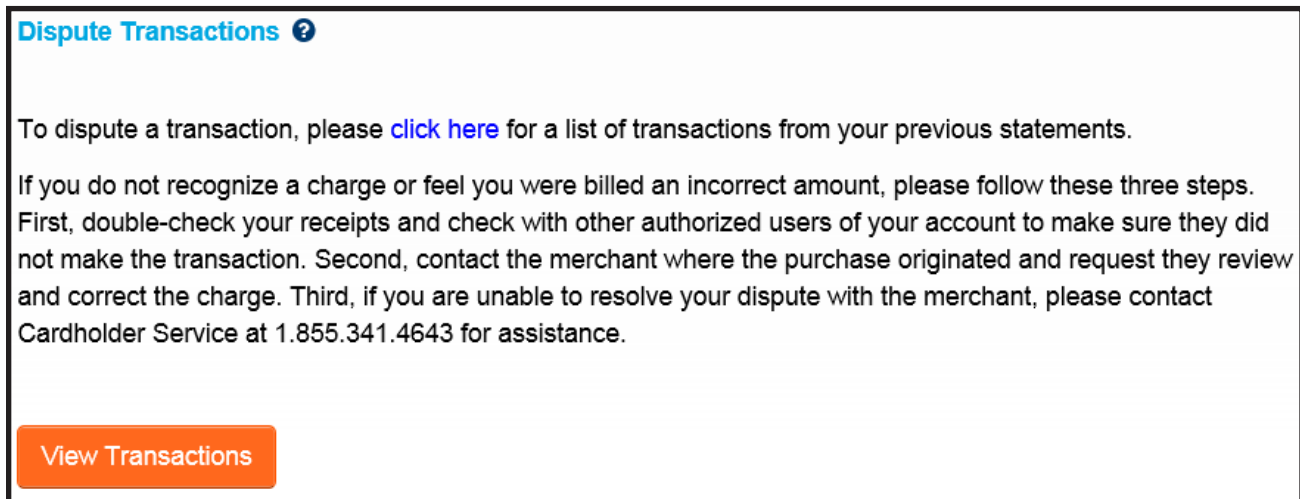 Dispute Transactions ?
To dispute a transaction, please click here for a list of transactions from your previous statements.
If you do not recognize a charge or feel you were billed an incorrect amount, please follow these three steps.
First, double-check your receipts and check with other authorized users of your account to make sure they did
not make the transaction. Second, contact the merchant where the purchase originated and request they review
and correct the charge. Third, if you are unable to resolve your dispute with the merchant, please contact
Cardholder Service at 1.855.341.4643 for assistance.
View Transactions